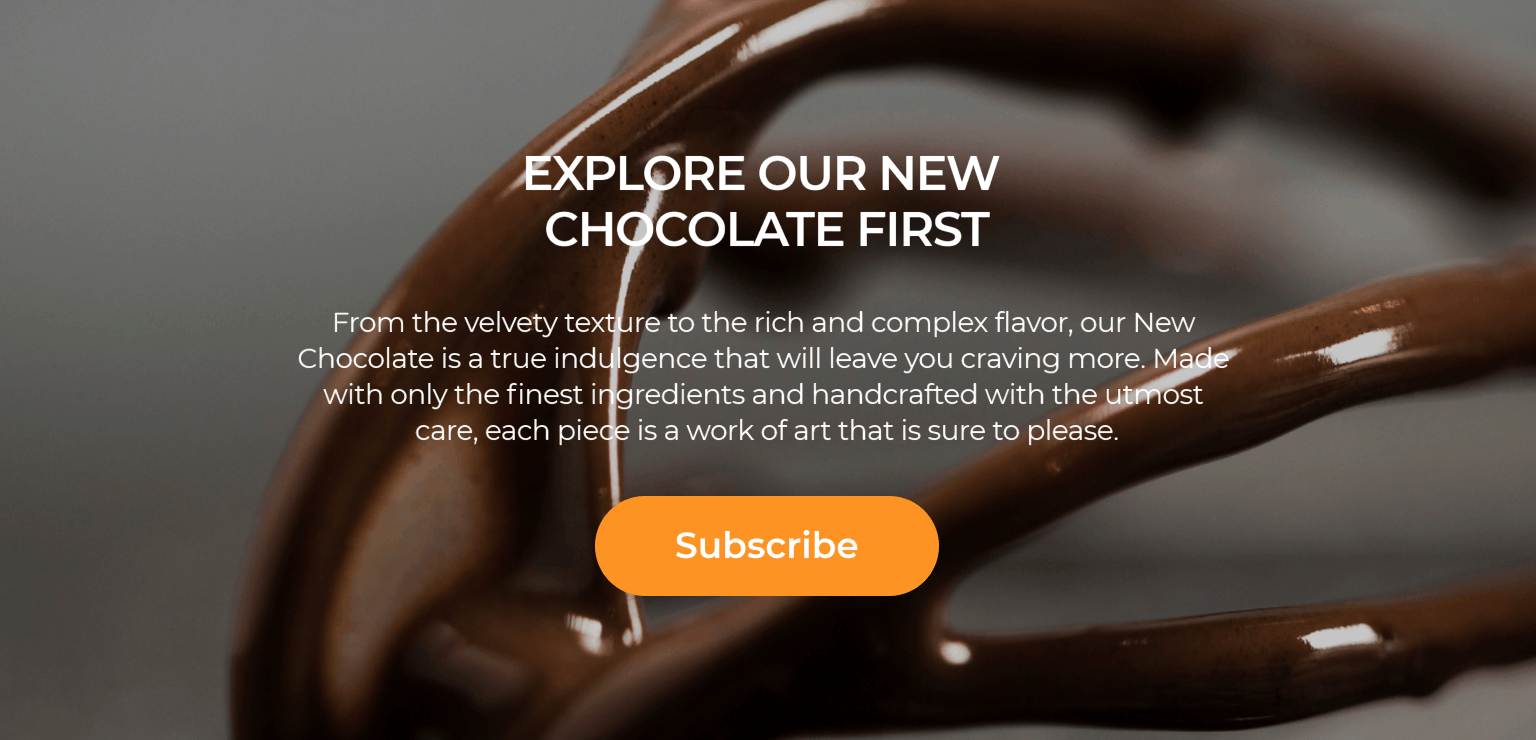 EXPLORE OUR NEW
CHOCOLATE FIRST
From the velvety texture to the rich and complex flavor, our New
Chocolate is a true indulgence that will leave you craving more. Made
with only the finest ingredients and handcrafted with the utmost
care, each piece is a work of art that is sure to please.
Subscribe